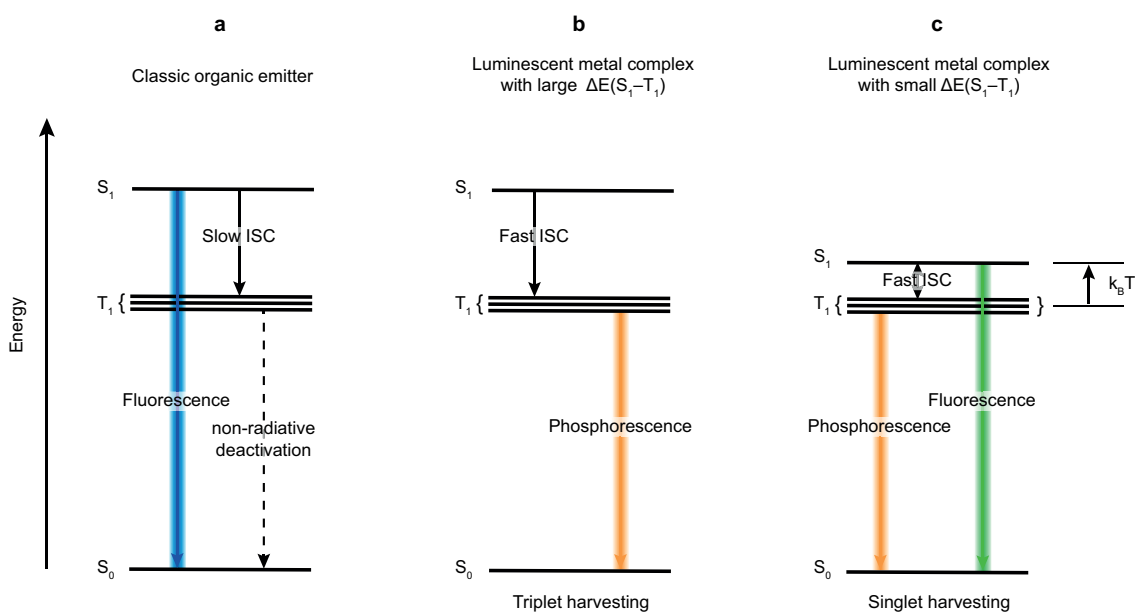 a
Classic organic emitter
b
Luminescent metal complex
with large ΔE(S₁–T₁)
c
Luminescent metal complex
with small ΔE(S₁–T₁)
Energy
S₁
Slow ISC
T₁ {
Fluorescence
non-radiative
deactivation
S₀
S₁
Fast ISC
T₁ {
Phosphorescence
S₀
Triplet harvesting
S₁
Fast ISC
k_BT
T₁ { }
Fluorescence
Phosphorescence
S₀
Singlet harvesting